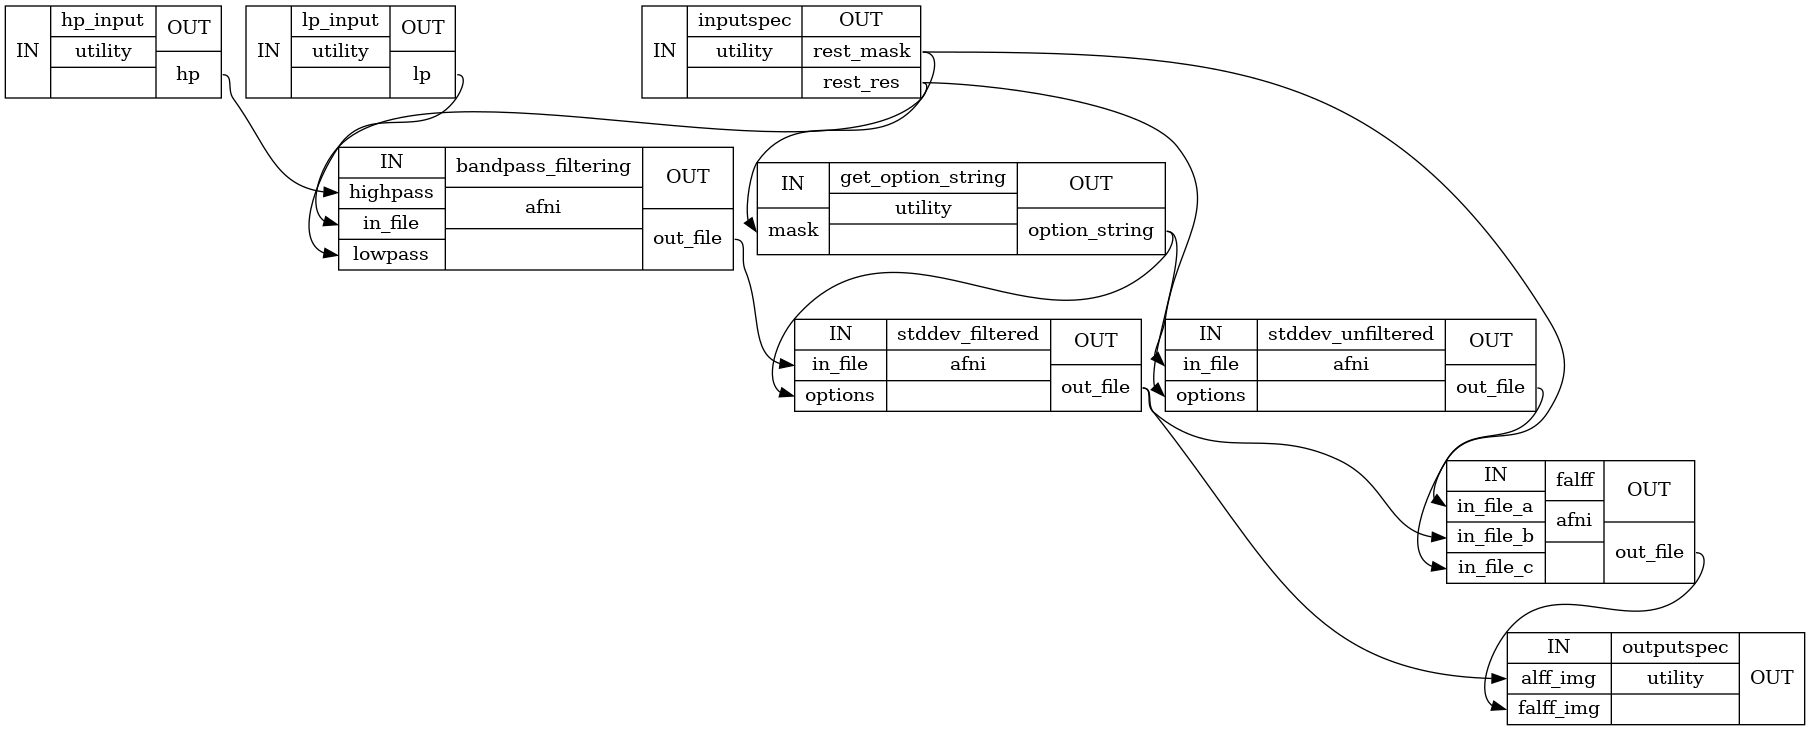 IN
hp_input
utility
OUT
hp
IN
lp_input
utility
OUT
lp
IN
inputspec
utility
OUT
rest_mask
rest_res
IN
highpass
in_file
lowpass
bandpass_filtering
afni
OUT
out_file
IN
mask
get_option_string
utility
OUT
option_string
IN
in_file
options
stddev_filtered
afni
OUT
out_file
IN
in_file
options
stddev_unfiltered
afni
OUT
out_file
IN
in_file_a
in_file_b
in_file_c
falff
afni
OUT
out_file
IN
alff_img
falff_img
outputspec
utility
OUT